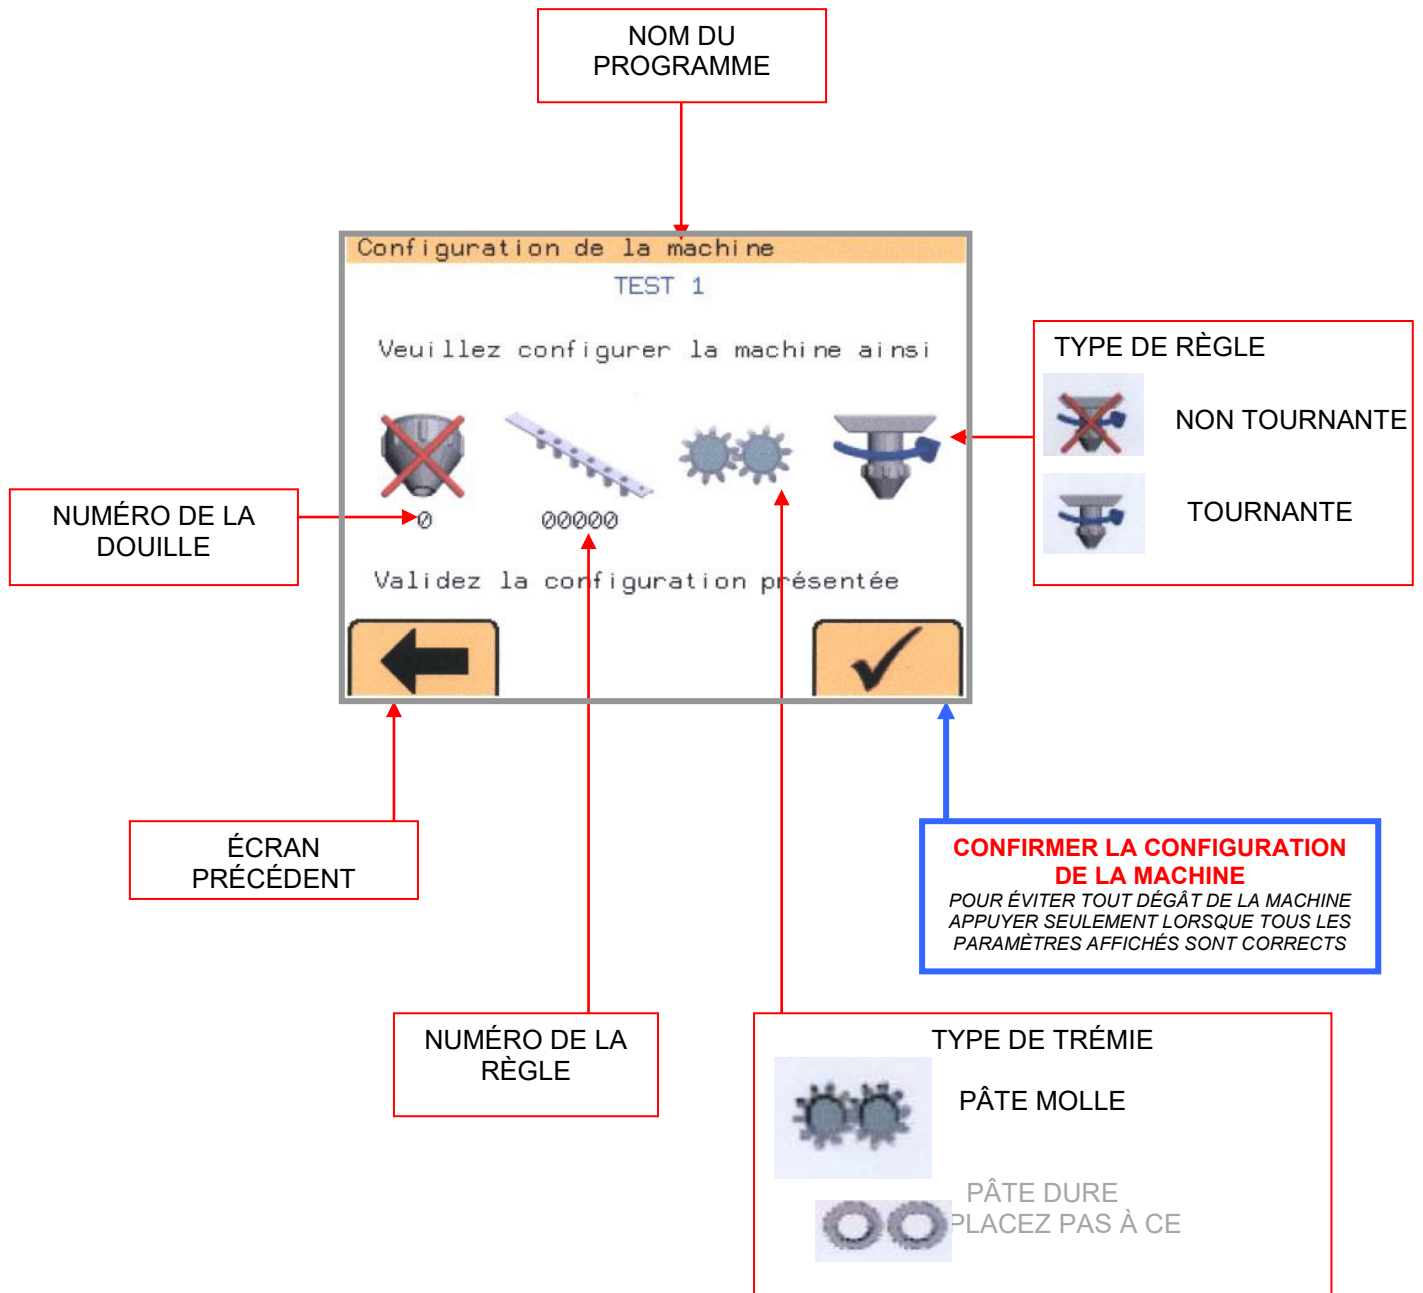 NOM DU
PROGRAMME
Configuration de la machine
TEST 1
Veuillez configurer la machine ainsi
0
00000
Validez la configuration présentée
TYPE DE RÈGLE
NON TOURNANTE
TOURNANTE
NUMÉRO DE LA
DOUILLE
ÉCRAN
PRÉCÉDENT
CONFIRMER LA CONFIGURATION
DE LA MACHINE
POUR ÉVITER TOUT DÉGÂT DE LA MACHINE
APPUYER SEULEMENT LORSQUE TOUS LES
PARAMÈTRES AFFICHÉS SONT CORRECTS
NUMÉRO DE LA
RÈGLE
TYPE DE TRÉMIE
PÂTE MOLLE
PÂTE DURE
PLACEZ PAS À CE